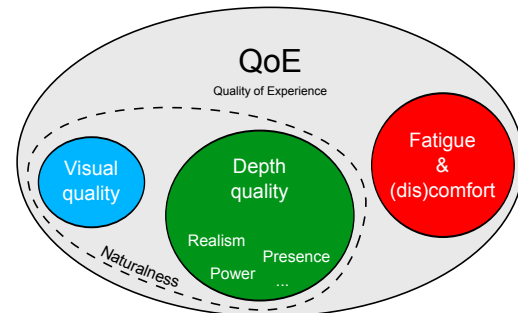 QoE
Quality of Experience
Visual
quality
Depth
quality
Realism
Presence
Power
...
Fatigue
&
(dis)comfort
Naturalness